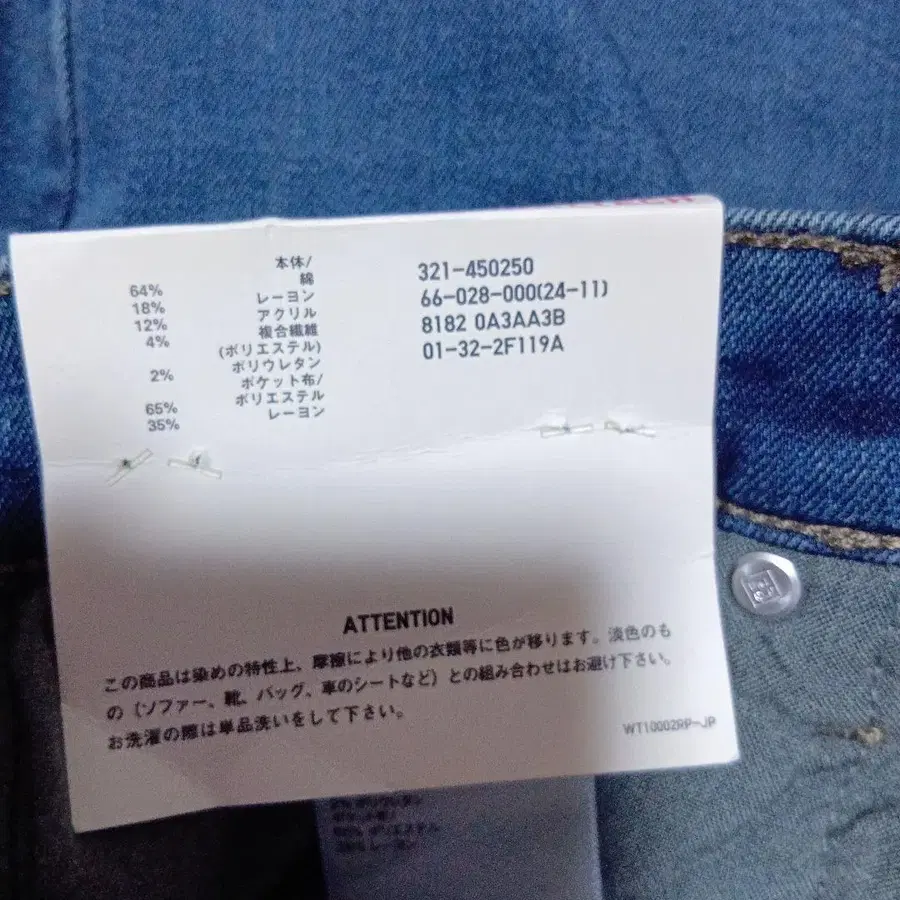 本体/
64% 綿
18% レーヨン
12% アクリル
4% 複合繊維
(ポリエステル)
2% ポリウレタン
ポケット布/
65% ポリエステル
35% レーヨン
321-450250
66-028-000(24-11)
8182 0A3AA3B
01-32-2F119A
ATTENTION
この商品は染めの特性上、摩擦により他の衣類等に色が移ります。淡色のも
の（ソファー、靴、バッグ、車のシートなど）との組み合わせはお避け下さい。
お洗濯の際は単品洗いをして下さい。
WT10002RP-JP